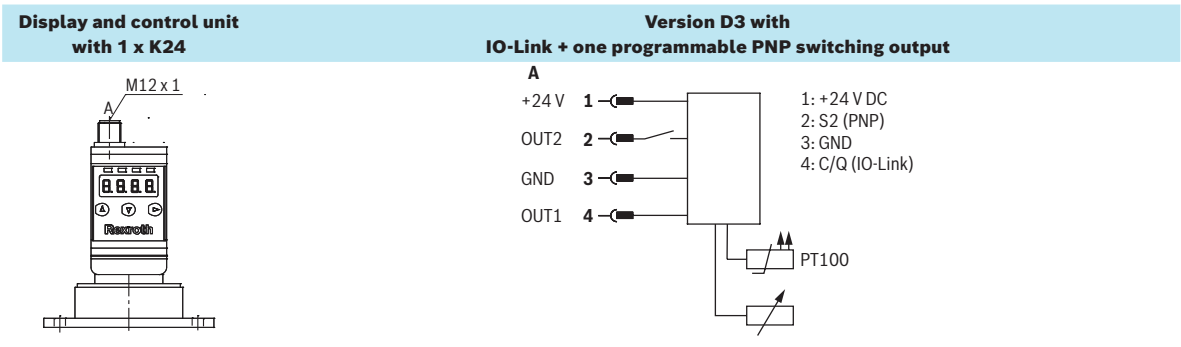 Display and control unit
with 1 x K24
Version D3 with
IO-Link + one programmable PNP switching output
M12 x 1
A
8.8.8.8.
Rexroth
A
+24 V 1
OUT2 2
GND 3
OUT1 4
1: +24 V DC
2: S2 (PNP)
3: GND
4: C/Q (IO-Link)
PT100